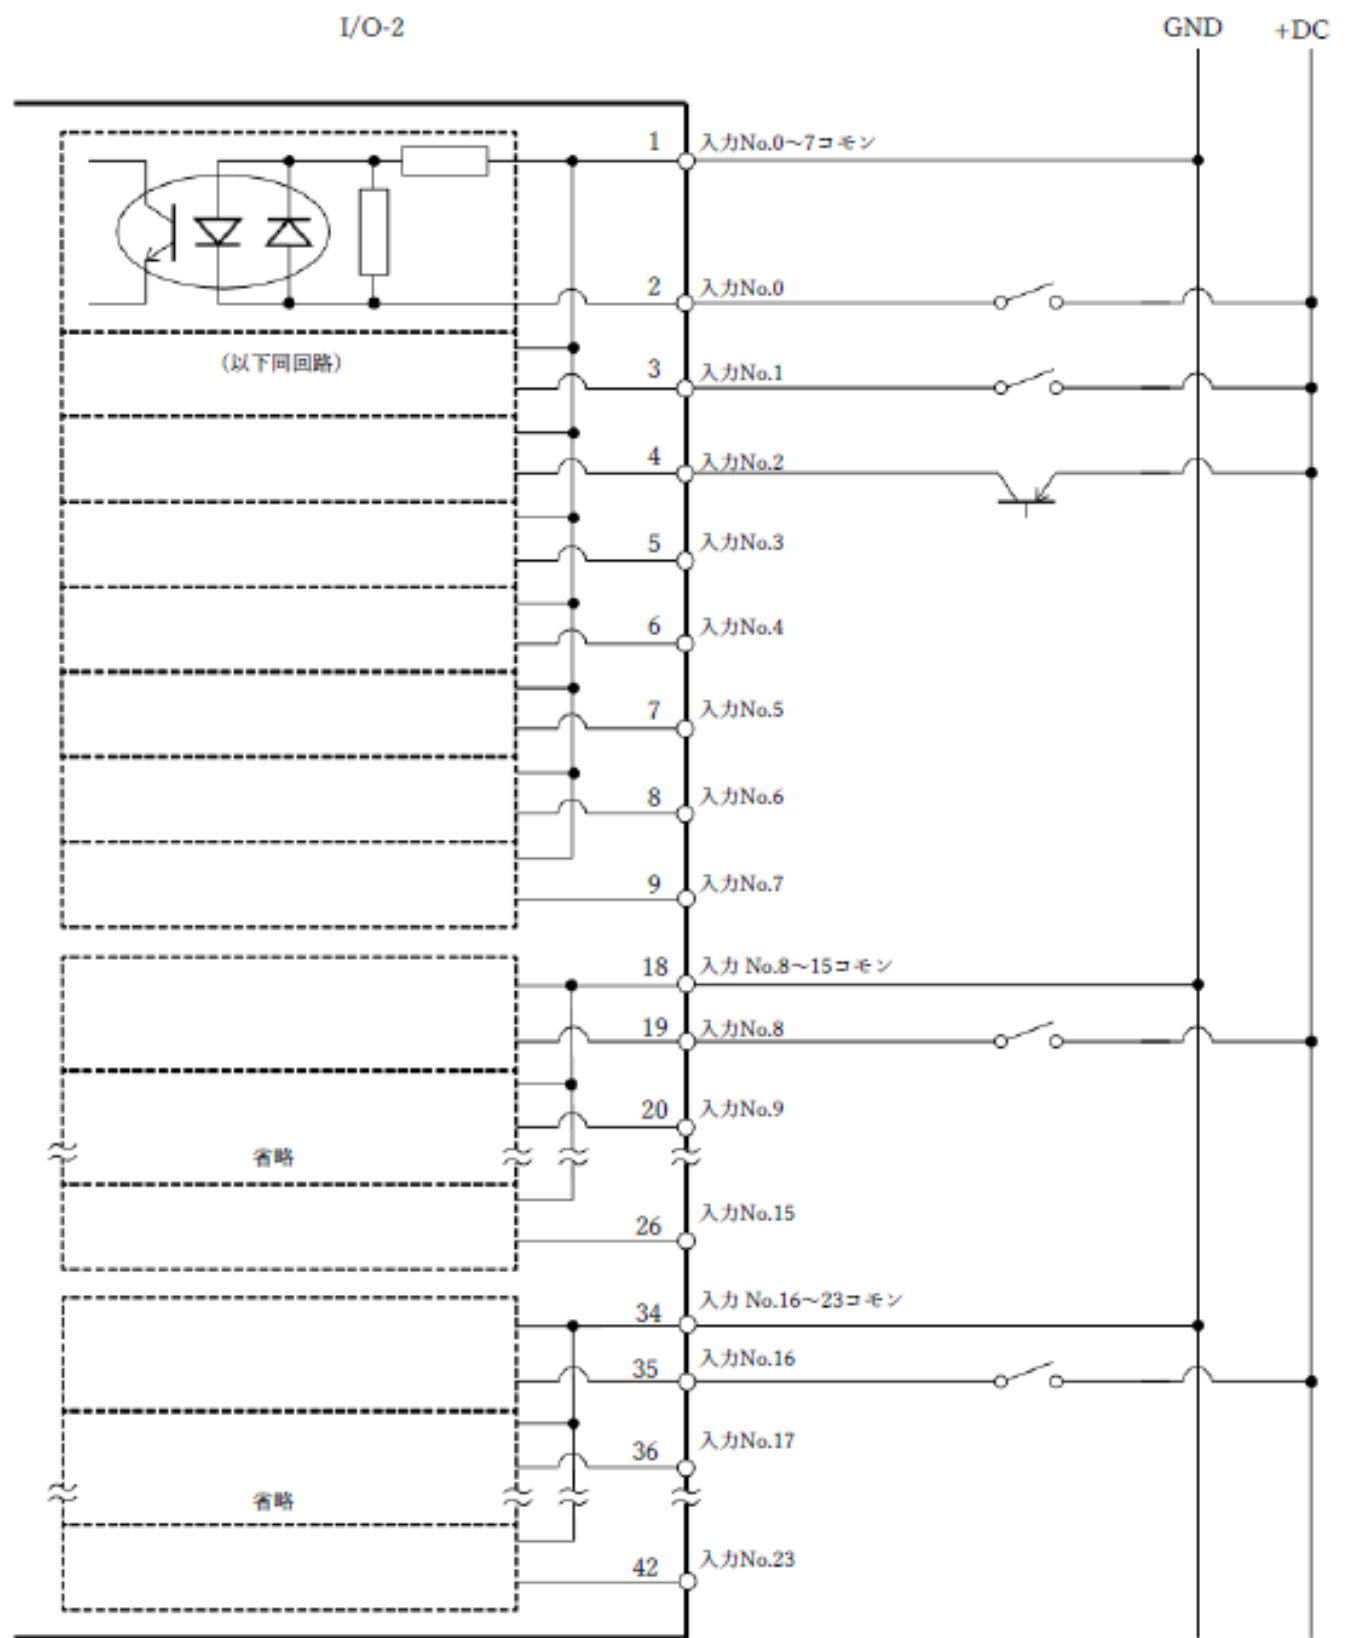 I/O-2 GND +DC
1 入力No.0～7コモン
2 入力No.0
(以下同回路)
3 入力No.1
4 入力No.2
5 入力No.3
6 入力No.4
7 入力No.5
8 入力No.6
9 入力No.7
18 入力 No.8～15コモン
19 入力No.8
20 入力No.9
省略
26 入力No.15
34 入力 No.16～23コモン
35 入力No.16
36 入力No.17
省略
42 入力No.23